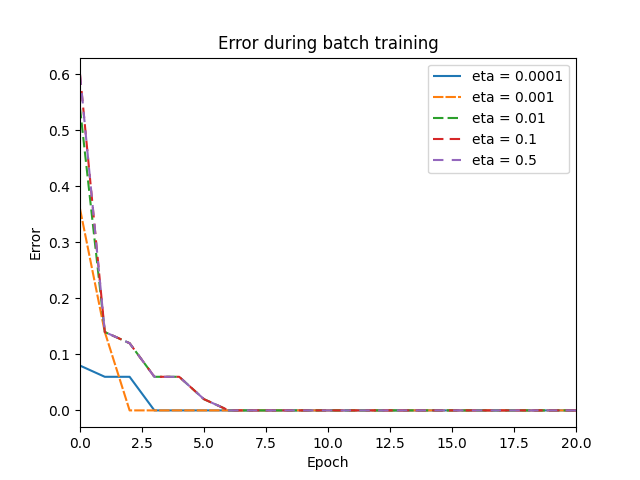 Error during batch training
eta = 0.0001
eta = 0.001
eta = 0.01
eta = 0.1
eta = 0.5
Error
0.6
0.5
0.4
0.3
0.2
0.1
0.0
0.0 2.5 5.0 7.5 10.0 12.5 15.0 17.5 20.0
Epoch